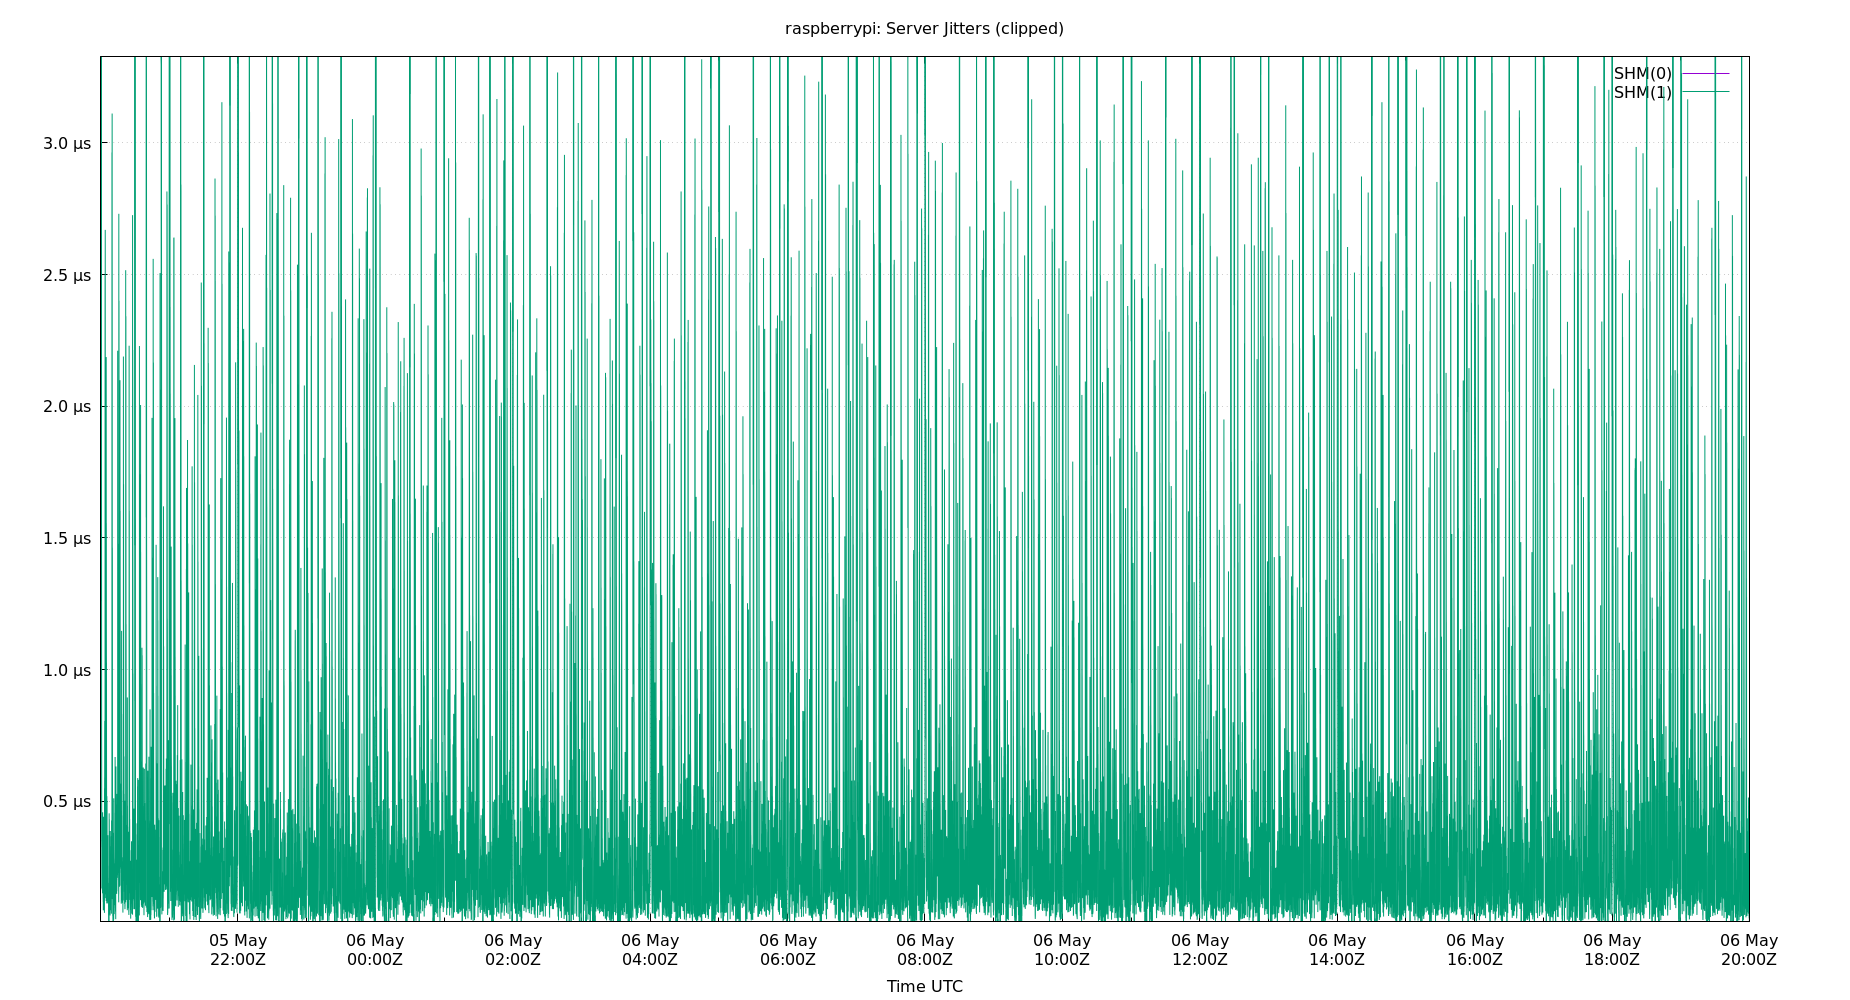 raspberrypi: Server Jitters (clipped)
SHM(0)
SHM(1)
3.0 µs
2.5 µs
2.0 µs
1.5 µs
1.0 µs
0.5 µs
05 May 06 May 06 May 06 May 06 May 06 May 06 May 06 May 06 May 06 May 06 May 06 May
22:00Z 00:00Z 02:00Z 04:00Z 06:00Z 08:00Z 10:00Z 12:00Z 14:00Z 16:00Z 18:00Z 20:00Z
Time UTC